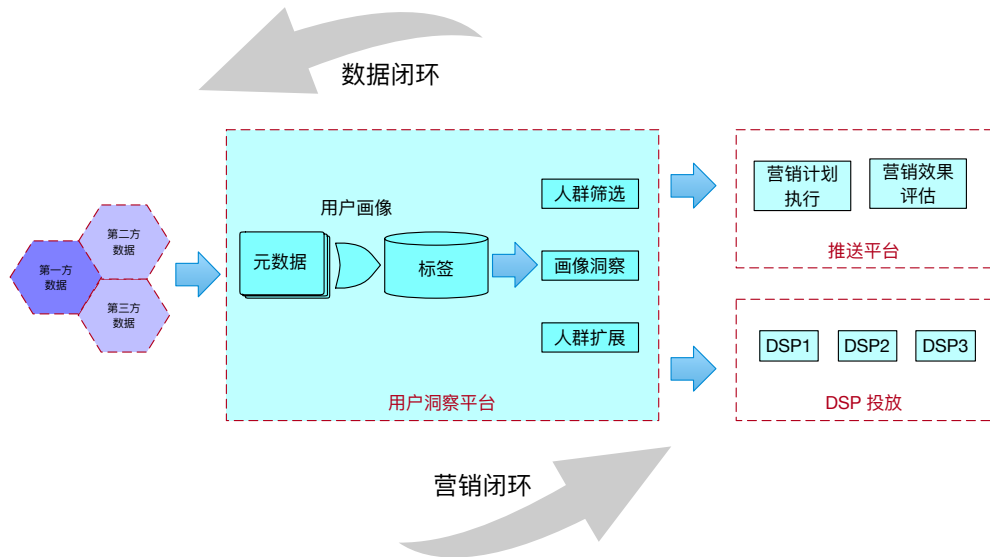 数据闭环
第二方
数据
第一方
数据
第三方
数据
用户画像
元数据
标签
人群筛选
画像洞察
人群扩展
用户洞察平台
营销计划
执行
营销效果
评估
推送平台
DSP1
DSP2
DSP3
DSP 投放
营销闭环